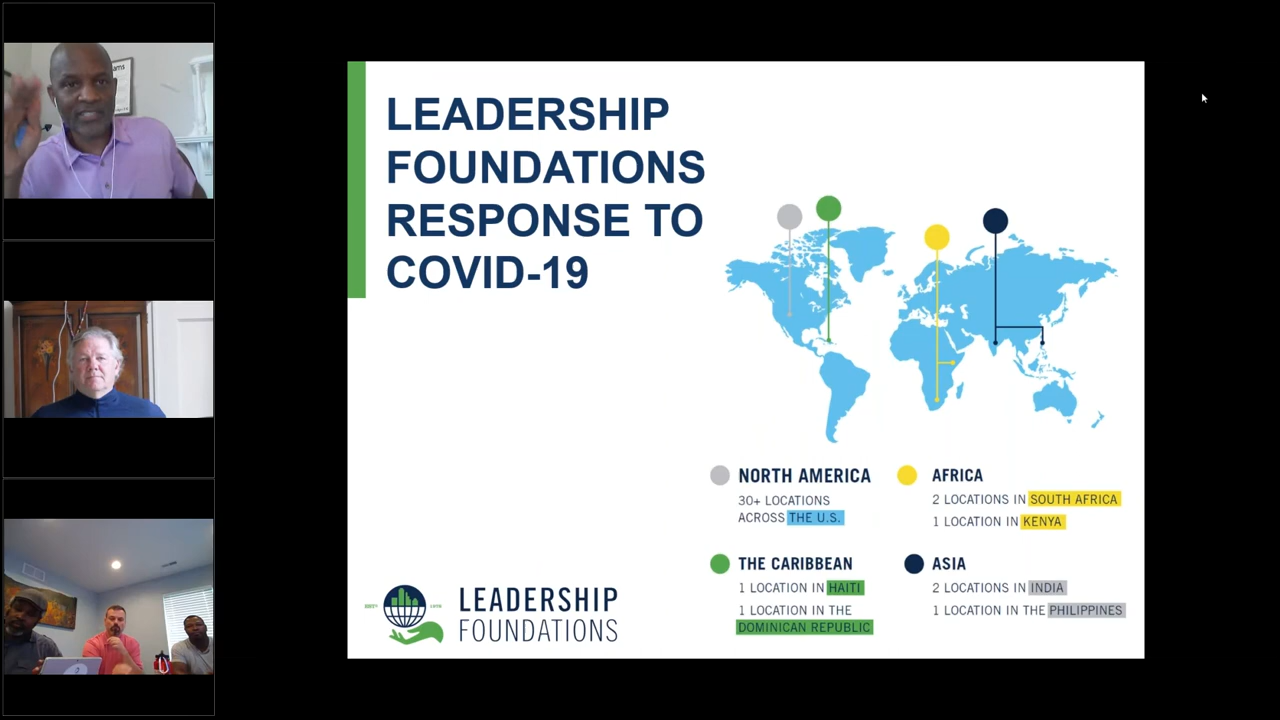 LEADERSHIP
FOUNDATIONS
RESPONSE TO
COVID-19
NORTH AMERICA
30+ LOCATIONS
ACROSS THE U.S.
AFRICA
2 LOCATIONS IN SOUTH AFRICA
1 LOCATION IN KENYA
THE CARIBBEAN
1 LOCATION IN HAITI
1 LOCATION IN THE
DOMINICAN REPUBLIC
ASIA
2 LOCATIONS IN INDIA
1 LOCATION IN THE PHILIPPINES
LEADERSHIP
FOUNDATIONS